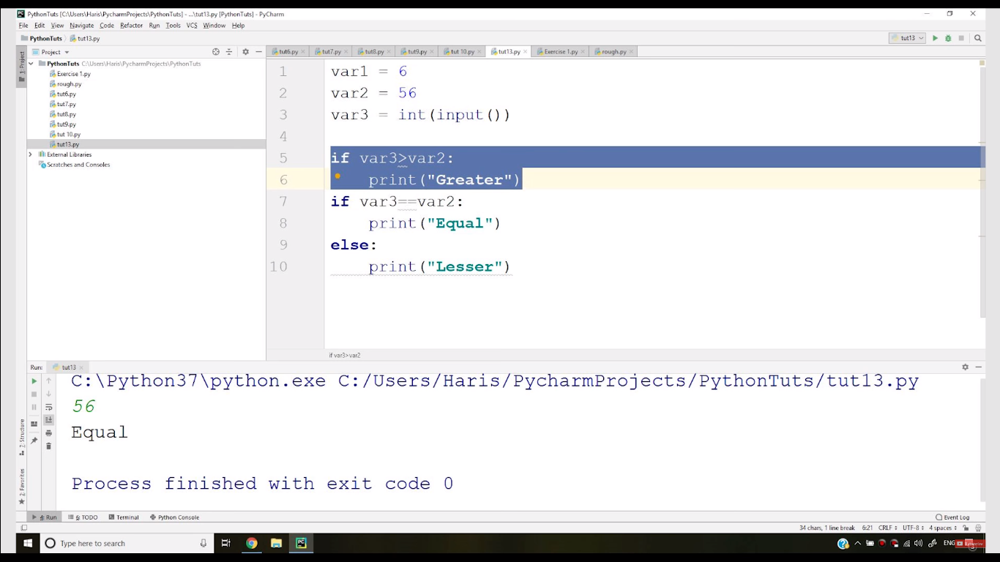 PythonTuts [C:\Users\Haris\PycharmProjects\PythonTuts] - ...\tut13.py [PythonTuts] - PyCharm
File Edit View Navigate Code Refactor Run Tools VCS Window Help
PythonTuts tut13.py tut13
Project tut6.py tut7.py tut8.py tut9.py tut 10.py tut13.py Exercise 1.py rough.py
1: Project
PythonTuts C:\Users\Haris\PycharmProjects\PythonTuts
Exercise 1.py
rough.py
tut6.py
tut7.py
tut8.py
tut9.py
tut 10.py
tut13.py
External Libraries
Scratches and Consoles
1 var1 = 6
2 var2 = 56
3 var3 = int(input())
4
5 if var3>var2:
6 print("Greater")
7 if var3==var2:
8 print("Equal")
9 else:
10 print("Lesser")
if var3>var2
Run: tut13
C:\Python37\python.exe C:/Users/Haris/PycharmProjects/PythonTuts/tut13.py
56
Equal
Process finished with exit code 0
7: Structure
2: Favorites
4: Run 6: TODO Terminal Python Console Event Log
34 chars, 1 line break 6:21 CRLF UTF-8 4 spaces
Type here to search ENG